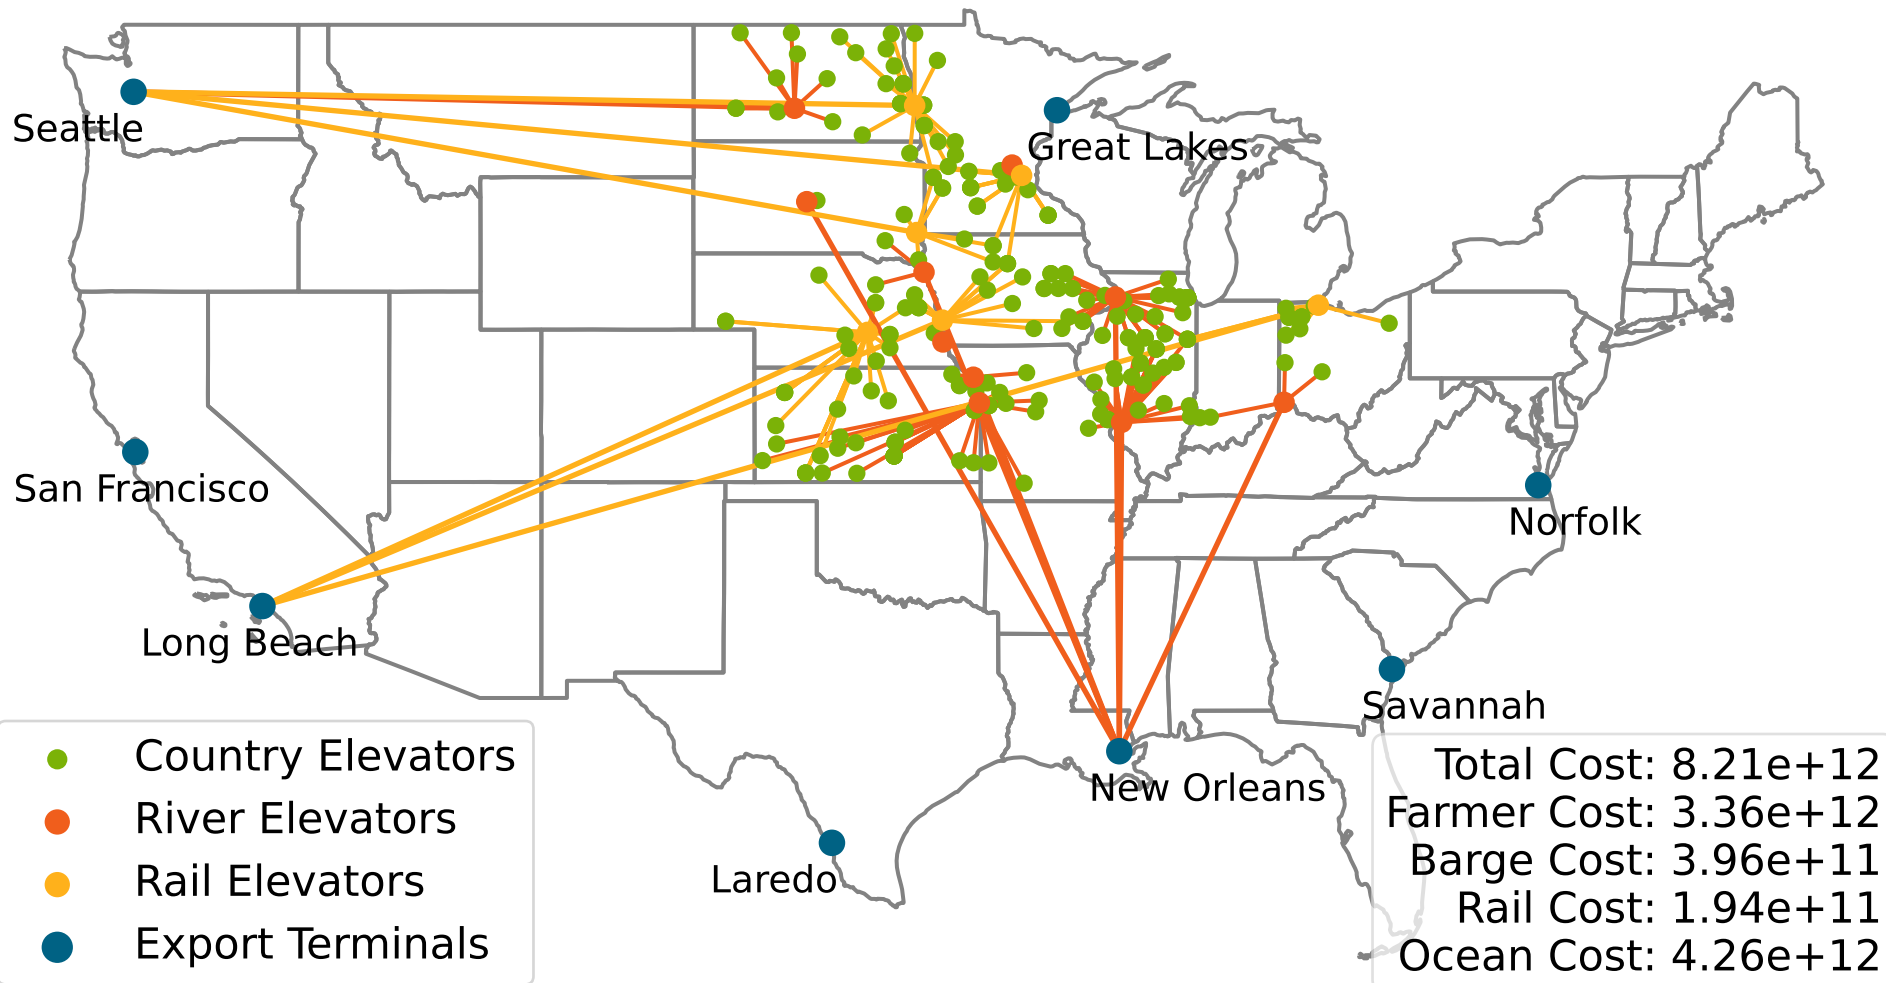 Seattle
Great Lakes
San Francisco
Norfolk
Long Beach
Savannah
New Orleans
Laredo
Country Elevators
River Elevators
Rail Elevators
Export Terminals
Total Cost: 8.21e+12
Farmer Cost: 3.36e+12
Barge Cost: 3.96e+11
Rail Cost: 1.94e+11
Ocean Cost: 4.26e+12